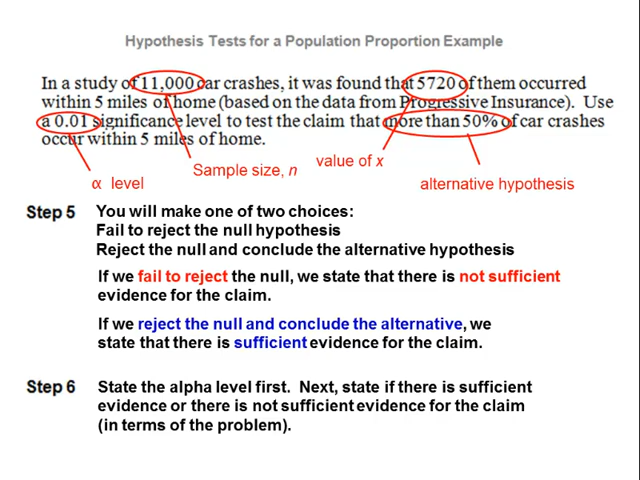 Hypothesis Tests for a Population Proportion Example
In a study of 11,000 car crashes, it was found that 5720 of them occurred
within 5 miles of home (based on the data from Progressive Insurance). Use
a 0.01 significance level to test the claim that more than 50% of car crashes
occur within 5 miles of home.
α level
Sample size, n
value of x
alternative hypothesis
Step 5 You will make one of two choices:
Fail to reject the null hypothesis
Reject the null and conclude the alternative hypothesis
If we fail to reject the null, we state that there is not sufficient
evidence for the claim.
If we reject the null and conclude the alternative, we
state that there is sufficient evidence for the claim.
Step 6 State the alpha level first. Next, state if there is sufficient
evidence or there is not sufficient evidence for the claim
(in terms of the problem).